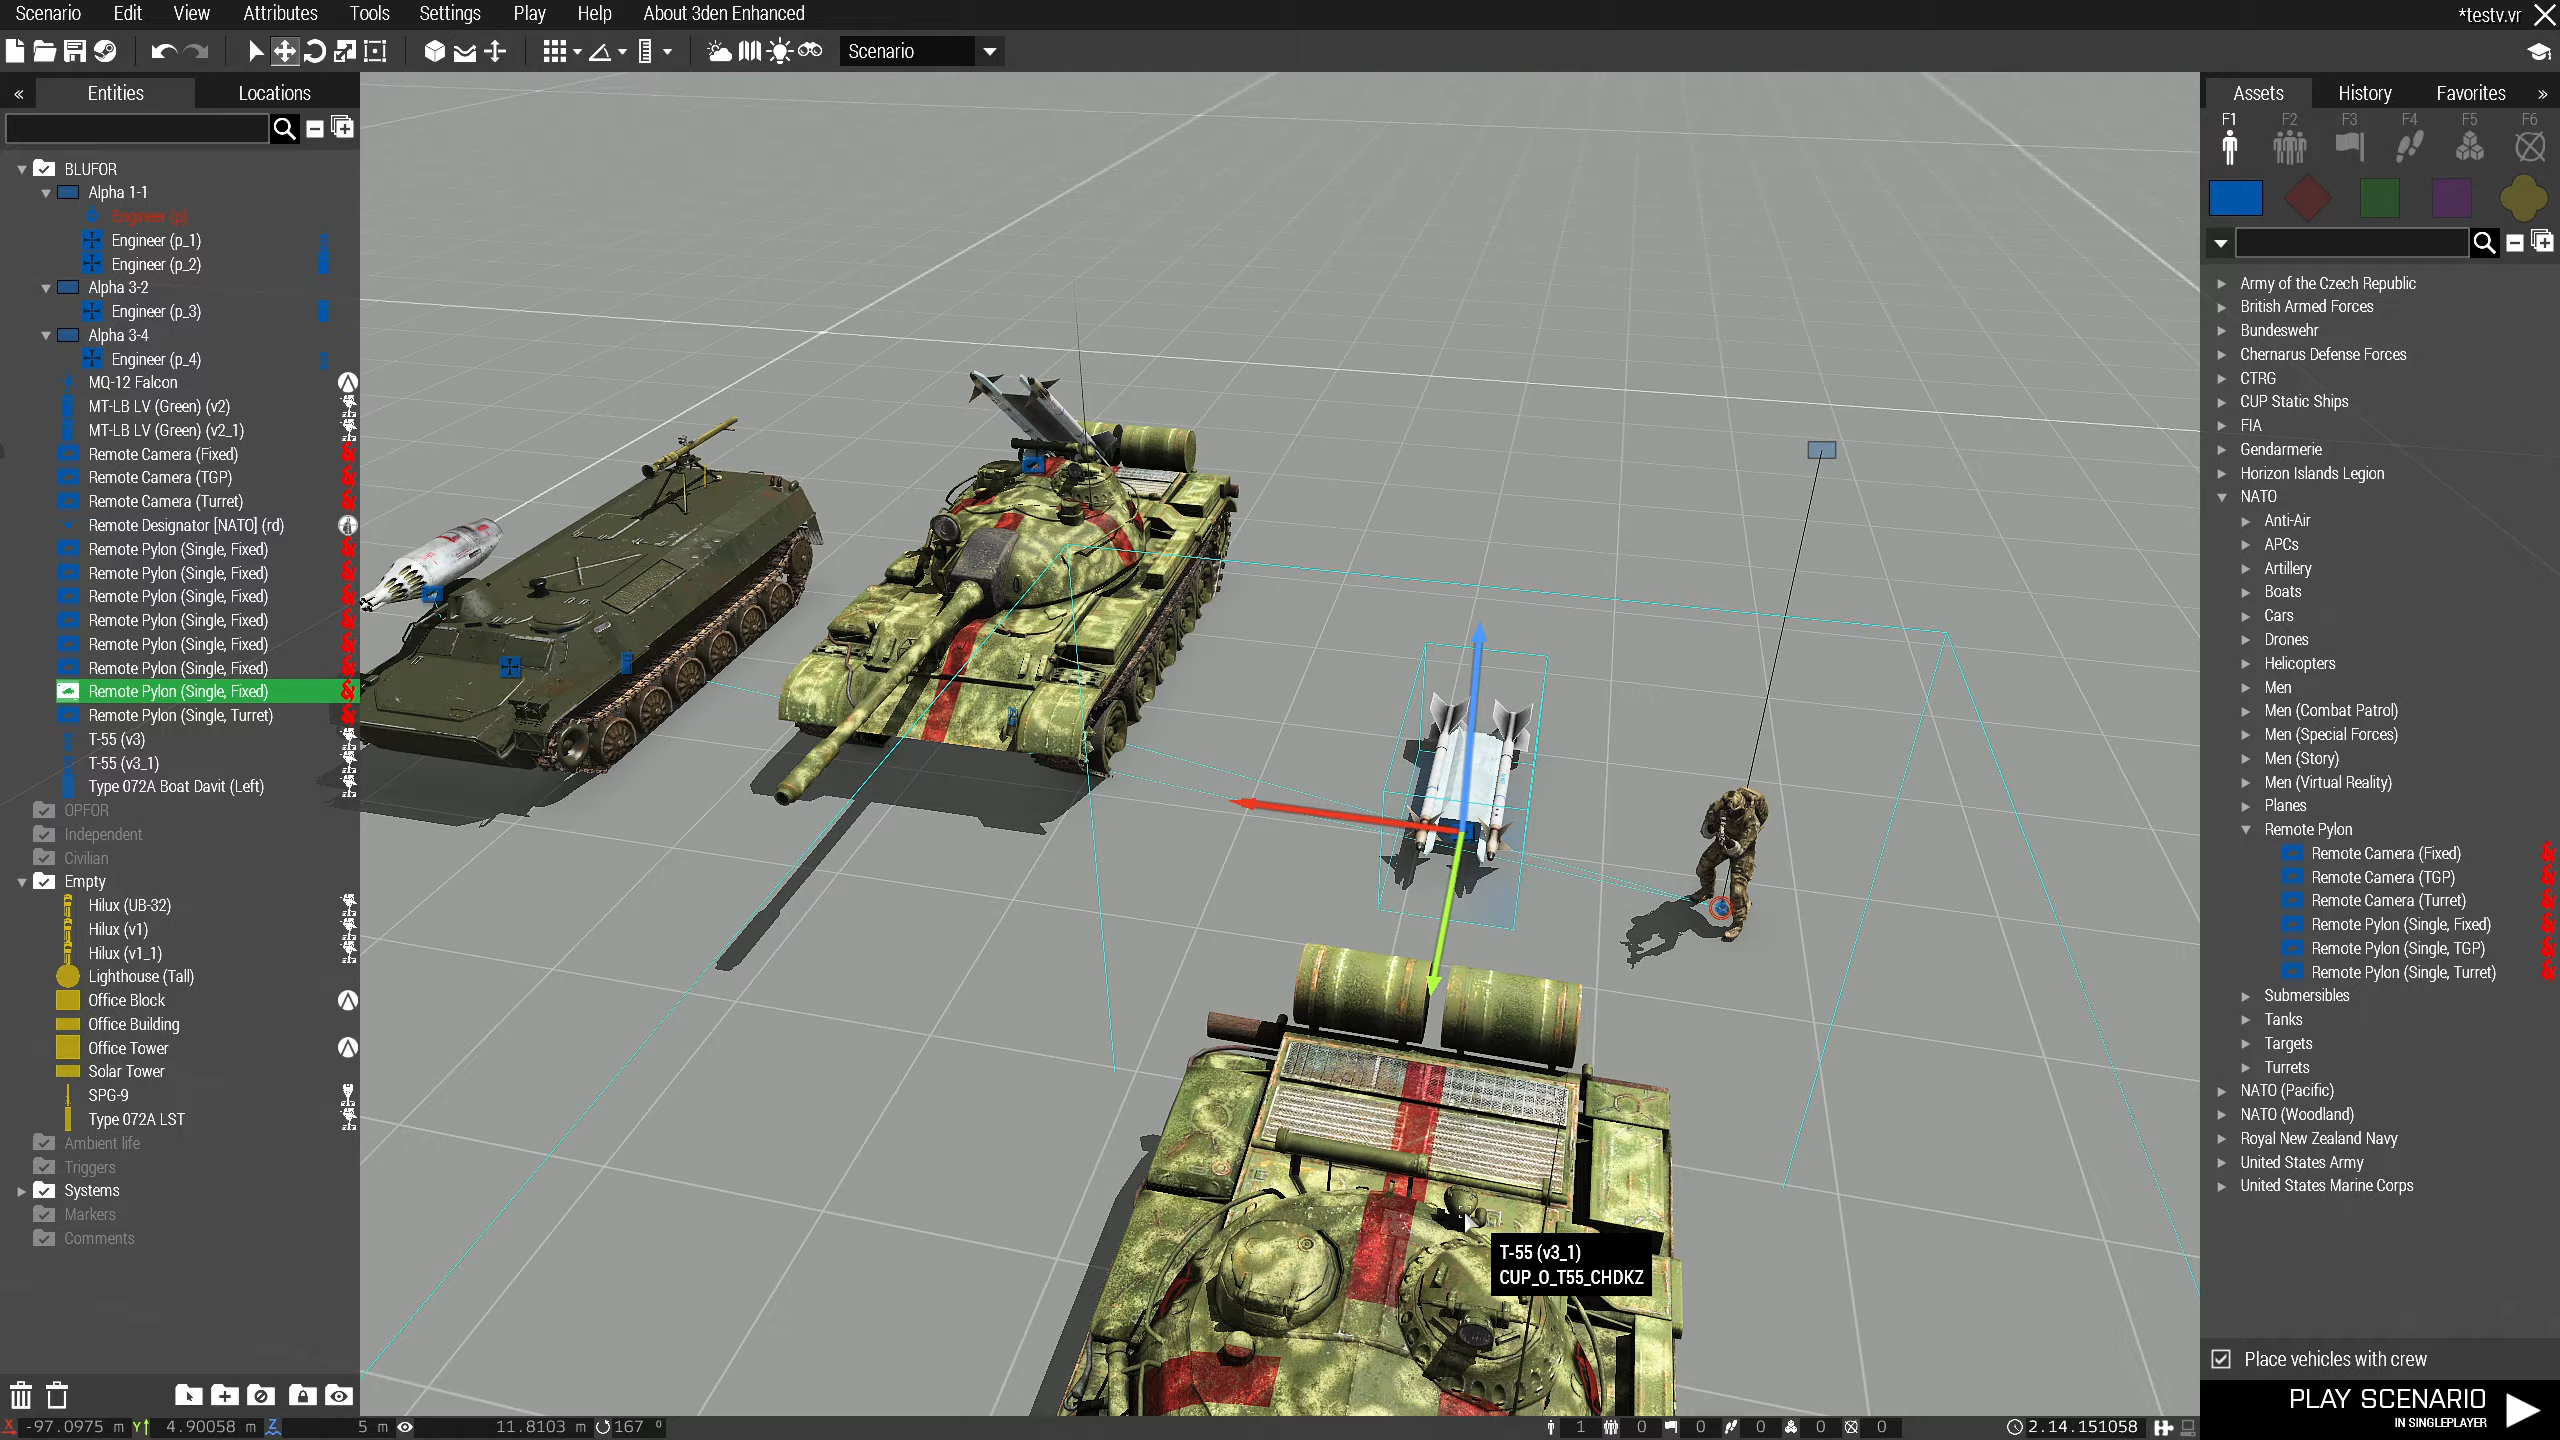 Scenario Edit View Attributes Tools Settings Play Help About 3den Enhanced *testv.vr
Scenario
« Entities Locations
BLUFOR
Alpha 1-1
Engineer (p)
Engineer (p_1)
Engineer (p_2)
Alpha 3-2
Engineer (p_3)
Alpha 3-4
Engineer (p_4)
MQ-12 Falcon
MT-LB LV (Green) (v2)
MT-LB LV (Green) (v2_1)
Remote Camera (Fixed)
Remote Camera (TGP)
Remote Camera (Turret)
Remote Designator [NATO] (rd)
Remote Pylon (Single, Fixed)
Remote Pylon (Single, Fixed)
Remote Pylon (Single, Fixed)
Remote Pylon (Single, Fixed)
Remote Pylon (Single, Fixed)
Remote Pylon (Single, Fixed)
Remote Pylon (Single, Fixed)
Remote Pylon (Single, Turret)
T-55 (v3)
T-55 (v3_1)
Type 072A Boat Davit (Left)
OPFOR
Independent
Civilian
Empty
Hilux (UB-32)
Hilux (v1)
Hilux (v1_1)
Lighthouse (Tall)
Office Block
Office Building
Office Tower
Solar Tower
SPG-9
Type 072A LST
Ambient life
Triggers
Systems
Markers
Comments
T-55 (v3_1)
CUP_O_T55_CHDKZ
Assets History Favorites »
F1 F2 F3 F4 F5 F6
Army of the Czech Republic
British Armed Forces
Bundeswehr
Chernarus Defense Forces
CTRG
CUP Static Ships
FIA
Gendarmerie
Horizon Islands Legion
NATO
Anti-Air
APCs
Artillery
Boats
Cars
Drones
Helicopters
Men
Men (Combat Patrol)
Men (Special Forces)
Men (Story)
Men (Virtual Reality)
Planes
Remote Pylon
Remote Camera (Fixed)
Remote Camera (TGP)
Remote Camera (Turret)
Remote Pylon (Single, Fixed)
Remote Pylon (Single, TGP)
Remote Pylon (Single, Turret)
Submersibles
Tanks
Targets
Turrets
NATO (Pacific)
NATO (Woodland)
Royal New Zealand Navy
United States Army
United States Marine Corps
Place vehicles with crew
PLAY SCENARIO
IN SINGLEPLAYER
X -97.0975 m Y 4.90058 m Z 5 m 11.8103 m 167 ° 1 0 0 0 0 0 2.14.151058